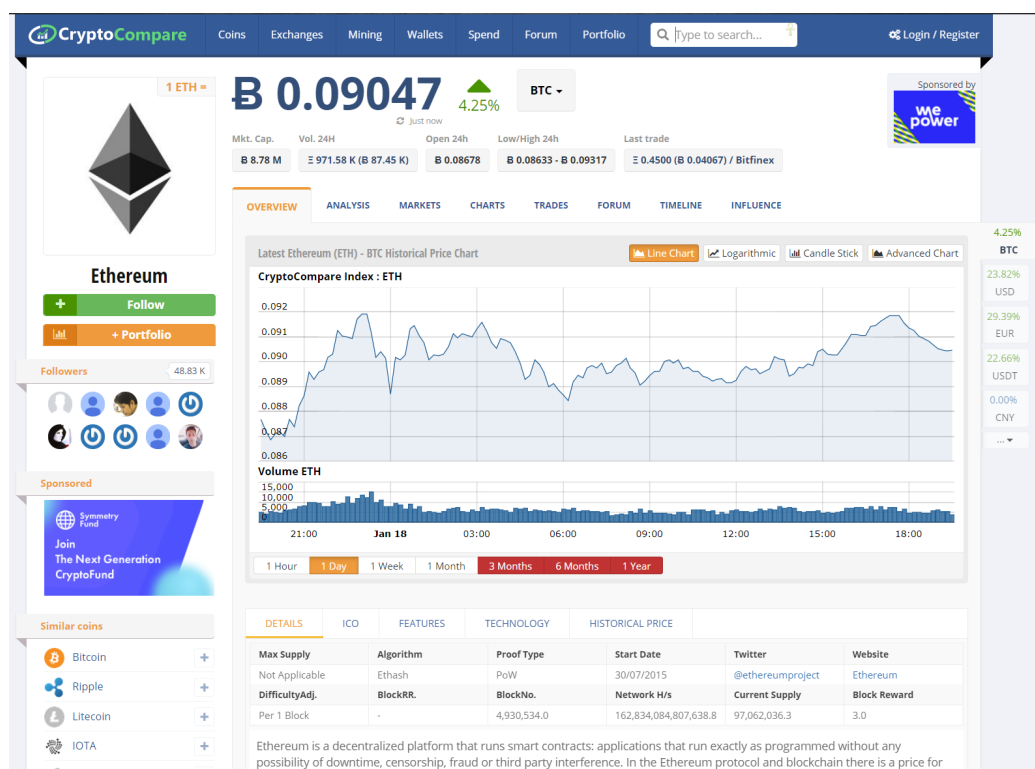 CryptoCompare Coins Exchanges Mining Wallets Spend Forum Portfolio Type to search... Login / Register
1 ETH =
Ƀ 0.09047 4.25% BTC
Just now
Sponsored by
we power
Mkt. Cap. Vol. 24H Open 24h Low/High 24h Last trade
Ƀ 8.78 M Ξ 971.58 K (Ƀ 87.45 K) Ƀ 0.08678 Ƀ 0.08633 - Ƀ 0.09317 Ξ 0.4500 (Ƀ 0.04067) / Bitfinex
OVERVIEW ANALYSIS MARKETS CHARTS TRADES FORUM TIMELINE INFLUENCE
Ethereum
+ Follow
+ Portfolio
Followers 48.83 K
Sponsored
Symmetry
Fund
Join
The Next Generation
CryptoFund
Similar coins
Bitcoin +
Ripple +
Litecoin +
IOTA +
Latest Ethereum (ETH) - BTC Historical Price Chart Line Chart Logarithmic Candle Stick Advanced Chart
CryptoCompare Index : ETH
0.092
0.091
0.090
0.089
0.088
0.087
0.086
Volume ETH
15,000
10,000
5,000
0
21:00 Jan 18 03:00 06:00 09:00 12:00 15:00 18:00
1 Hour 1 Day 1 Week 1 Month 3 Months 6 Months 1 Year
4.25%
BTC
23.82%
USD
29.39%
EUR
22.66%
USDT
0.00%
CNY
...
DETAILS ICO FEATURES TECHNOLOGY HISTORICAL PRICE
Max Supply Algorithm Proof Type Start Date Twitter Website
Not Applicable Ethash PoW 30/07/2015 @ethereumproject Ethereum
DifficultyAdj. BlockRR. BlockNo. Network H/s Current Supply Block Reward
Per 1 Block - 4,930,534.0 162,834,084,807,638.8 97,062,036.3 3.0
Ethereum is a decentralized platform that runs smart contracts: applications that run exactly as programmed without any
possibility of downtime, censorship, fraud or third party interference. In the Ethereum protocol and blockchain there is a price for